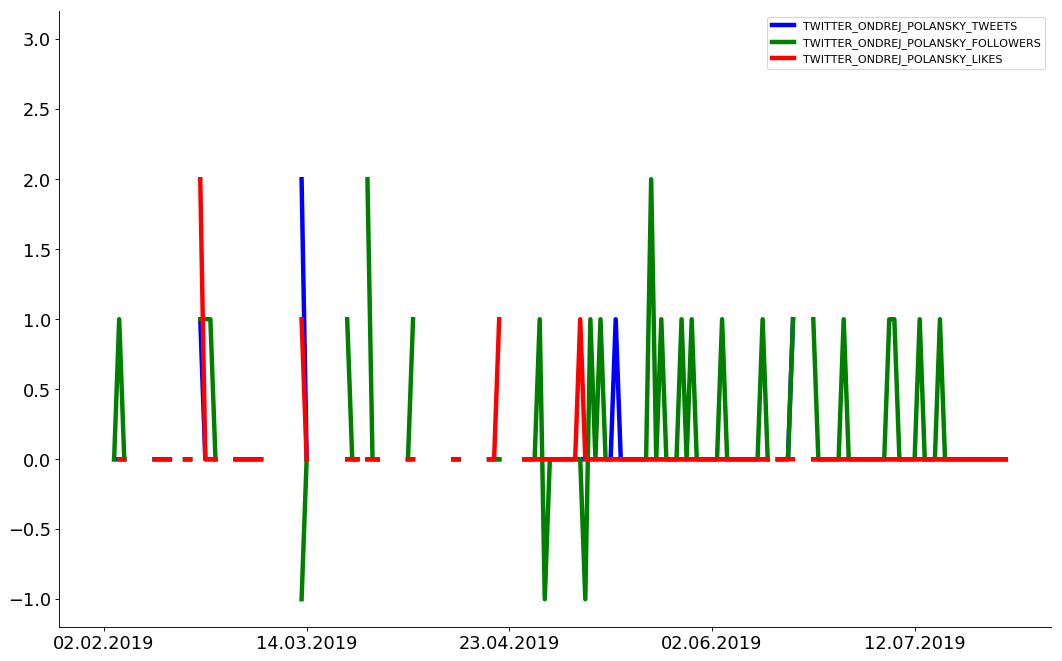 TWITTER_ONDREJ_POLANSKY_TWEETS
TWITTER_ONDREJ_POLANSKY_FOLLOWERS
TWITTER_ONDREJ_POLANSKY_LIKES
3.0
2.5
2.0
1.5
1.0
0.5
0.0
−0.5
−1.0
02.02.2019 14.03.2019 23.04.2019 02.06.2019 12.07.2019